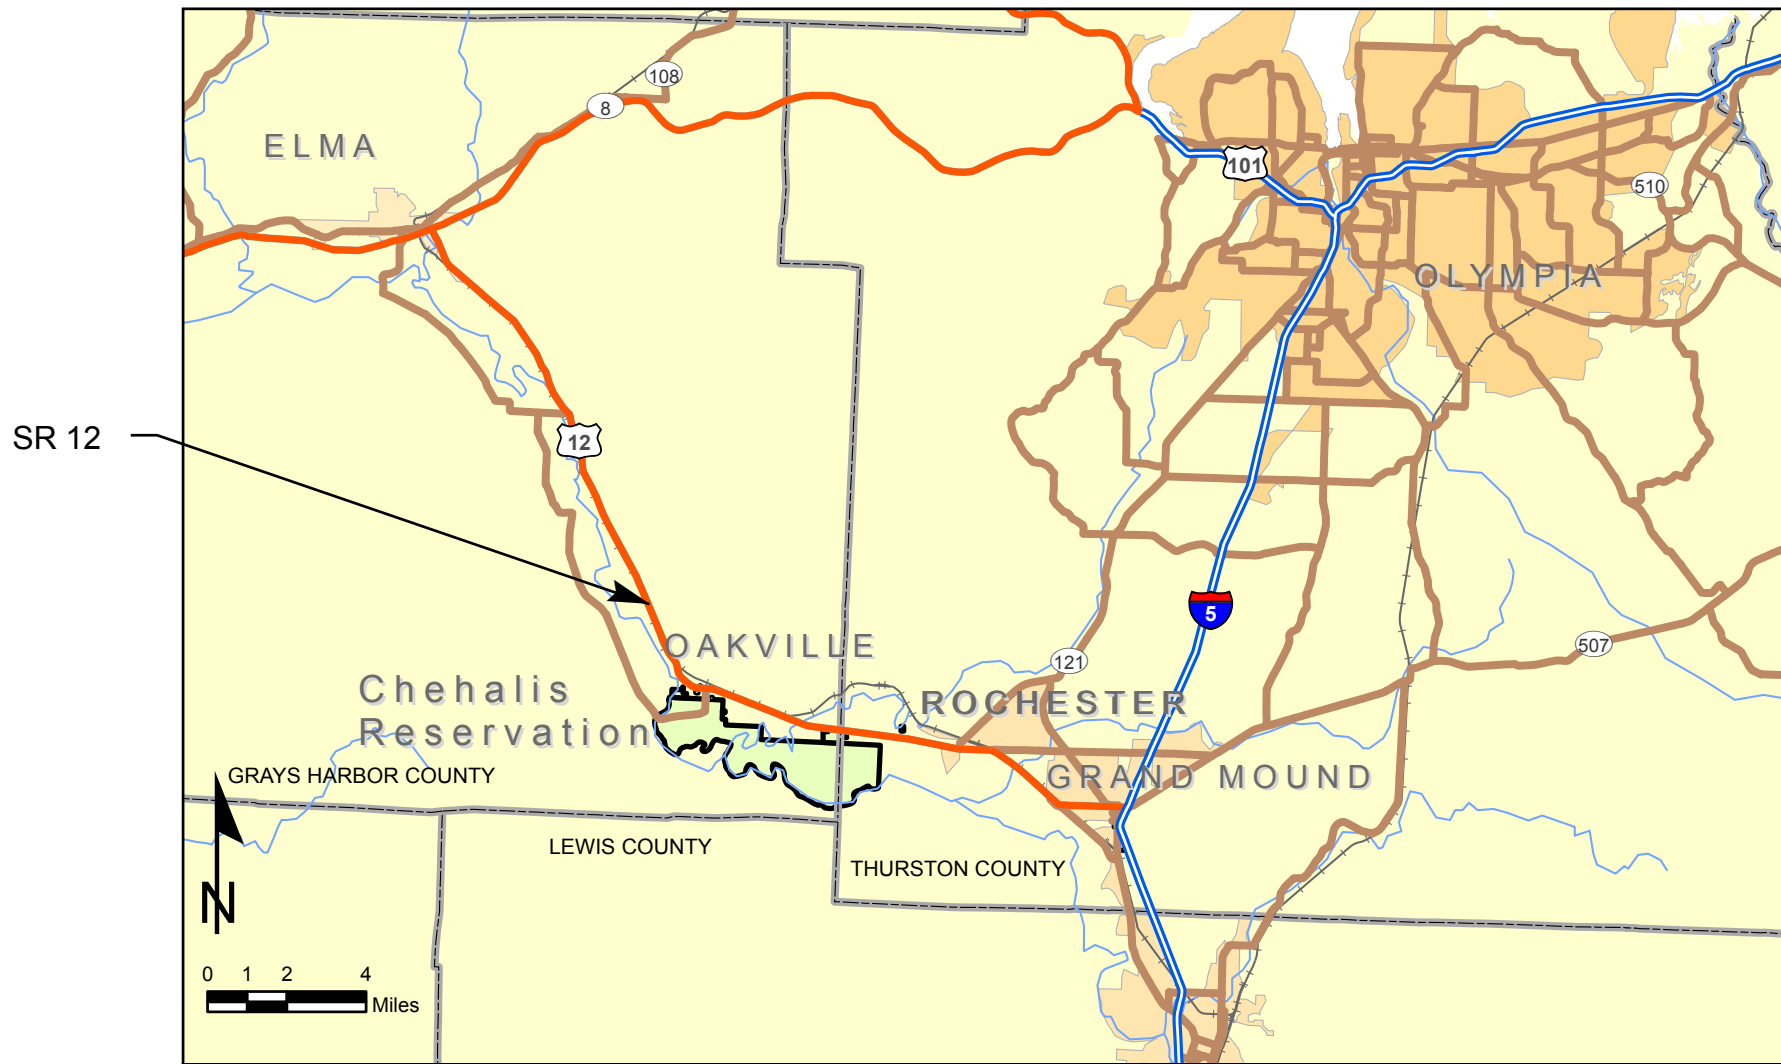 108
8
ELMA
101
510
OLYMPIA
SR 12
12
5
OAKVILLE
507
121
Chehalis
Reservation
ROCHESTER
GRAYS HARBOR COUNTY
GRAND MOUND
LEWIS COUNTY
THURSTON COUNTY
N
0 1 2 4
Miles